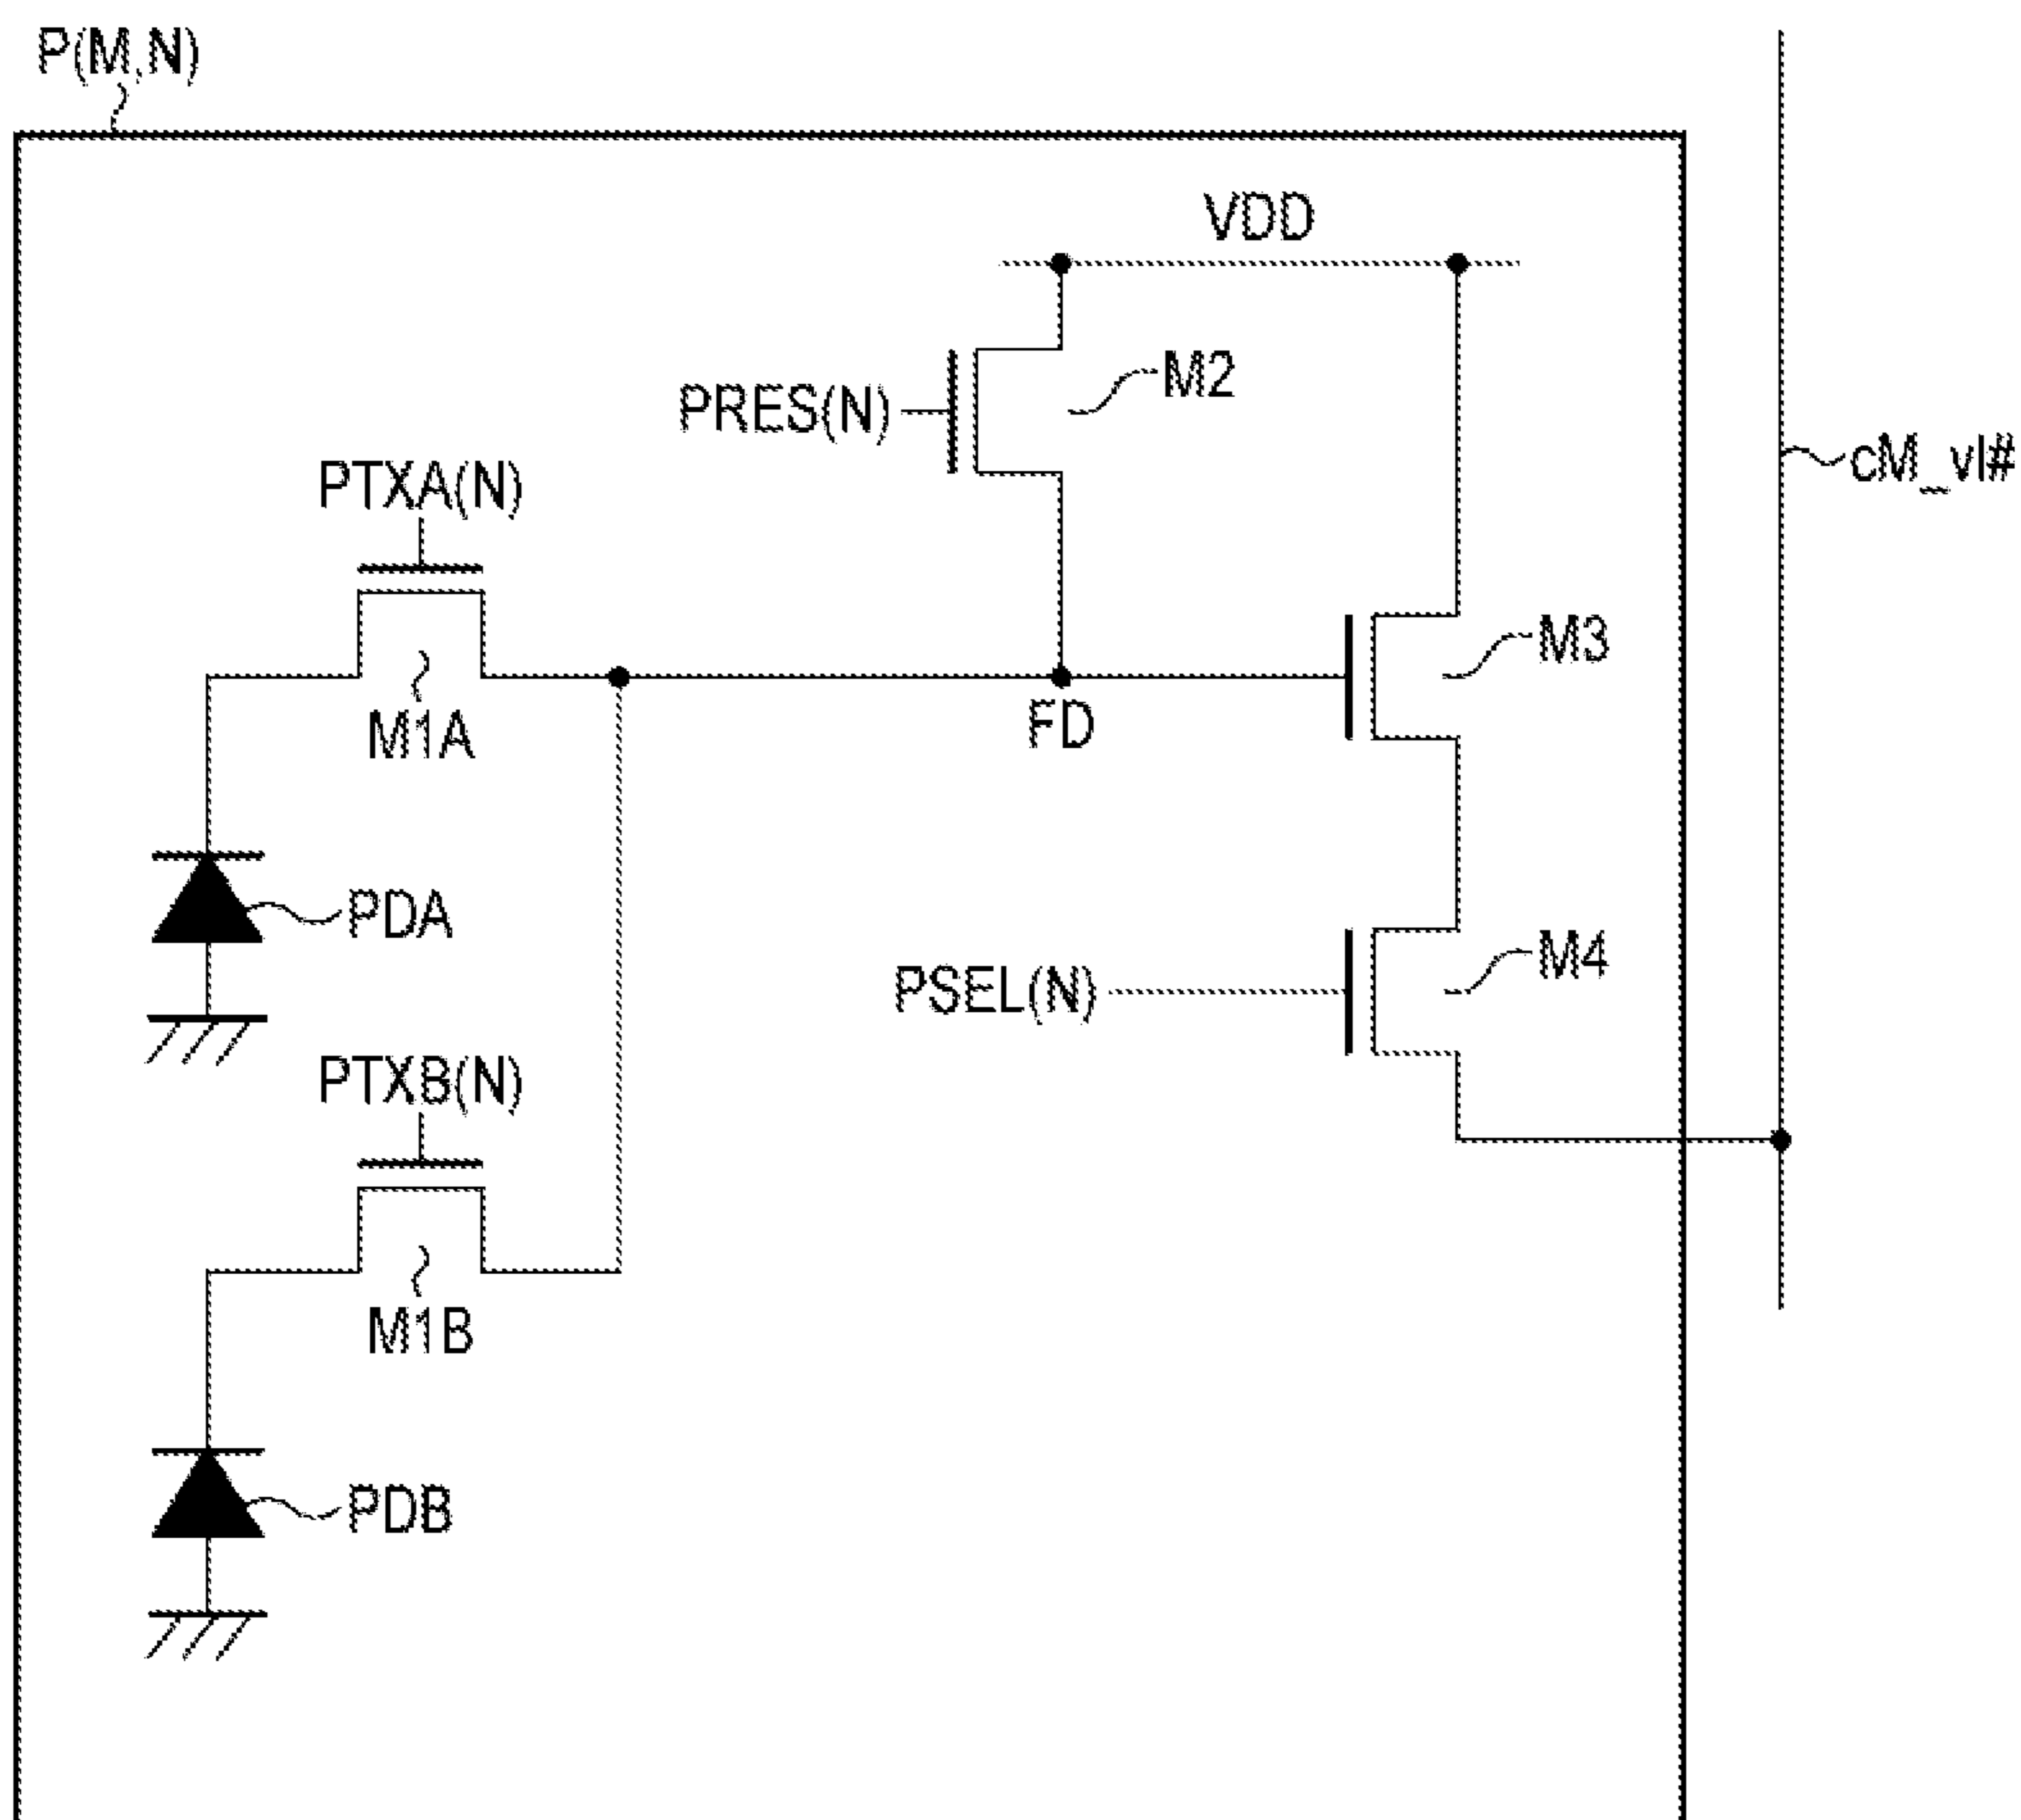 P(M,N)
VDD
M2
PRES(N)
cM_vl#
PTXA(N)
M3
M1A
FD
PDA
M4
PSEL(N)
PTXB(N)
M1B
PDB